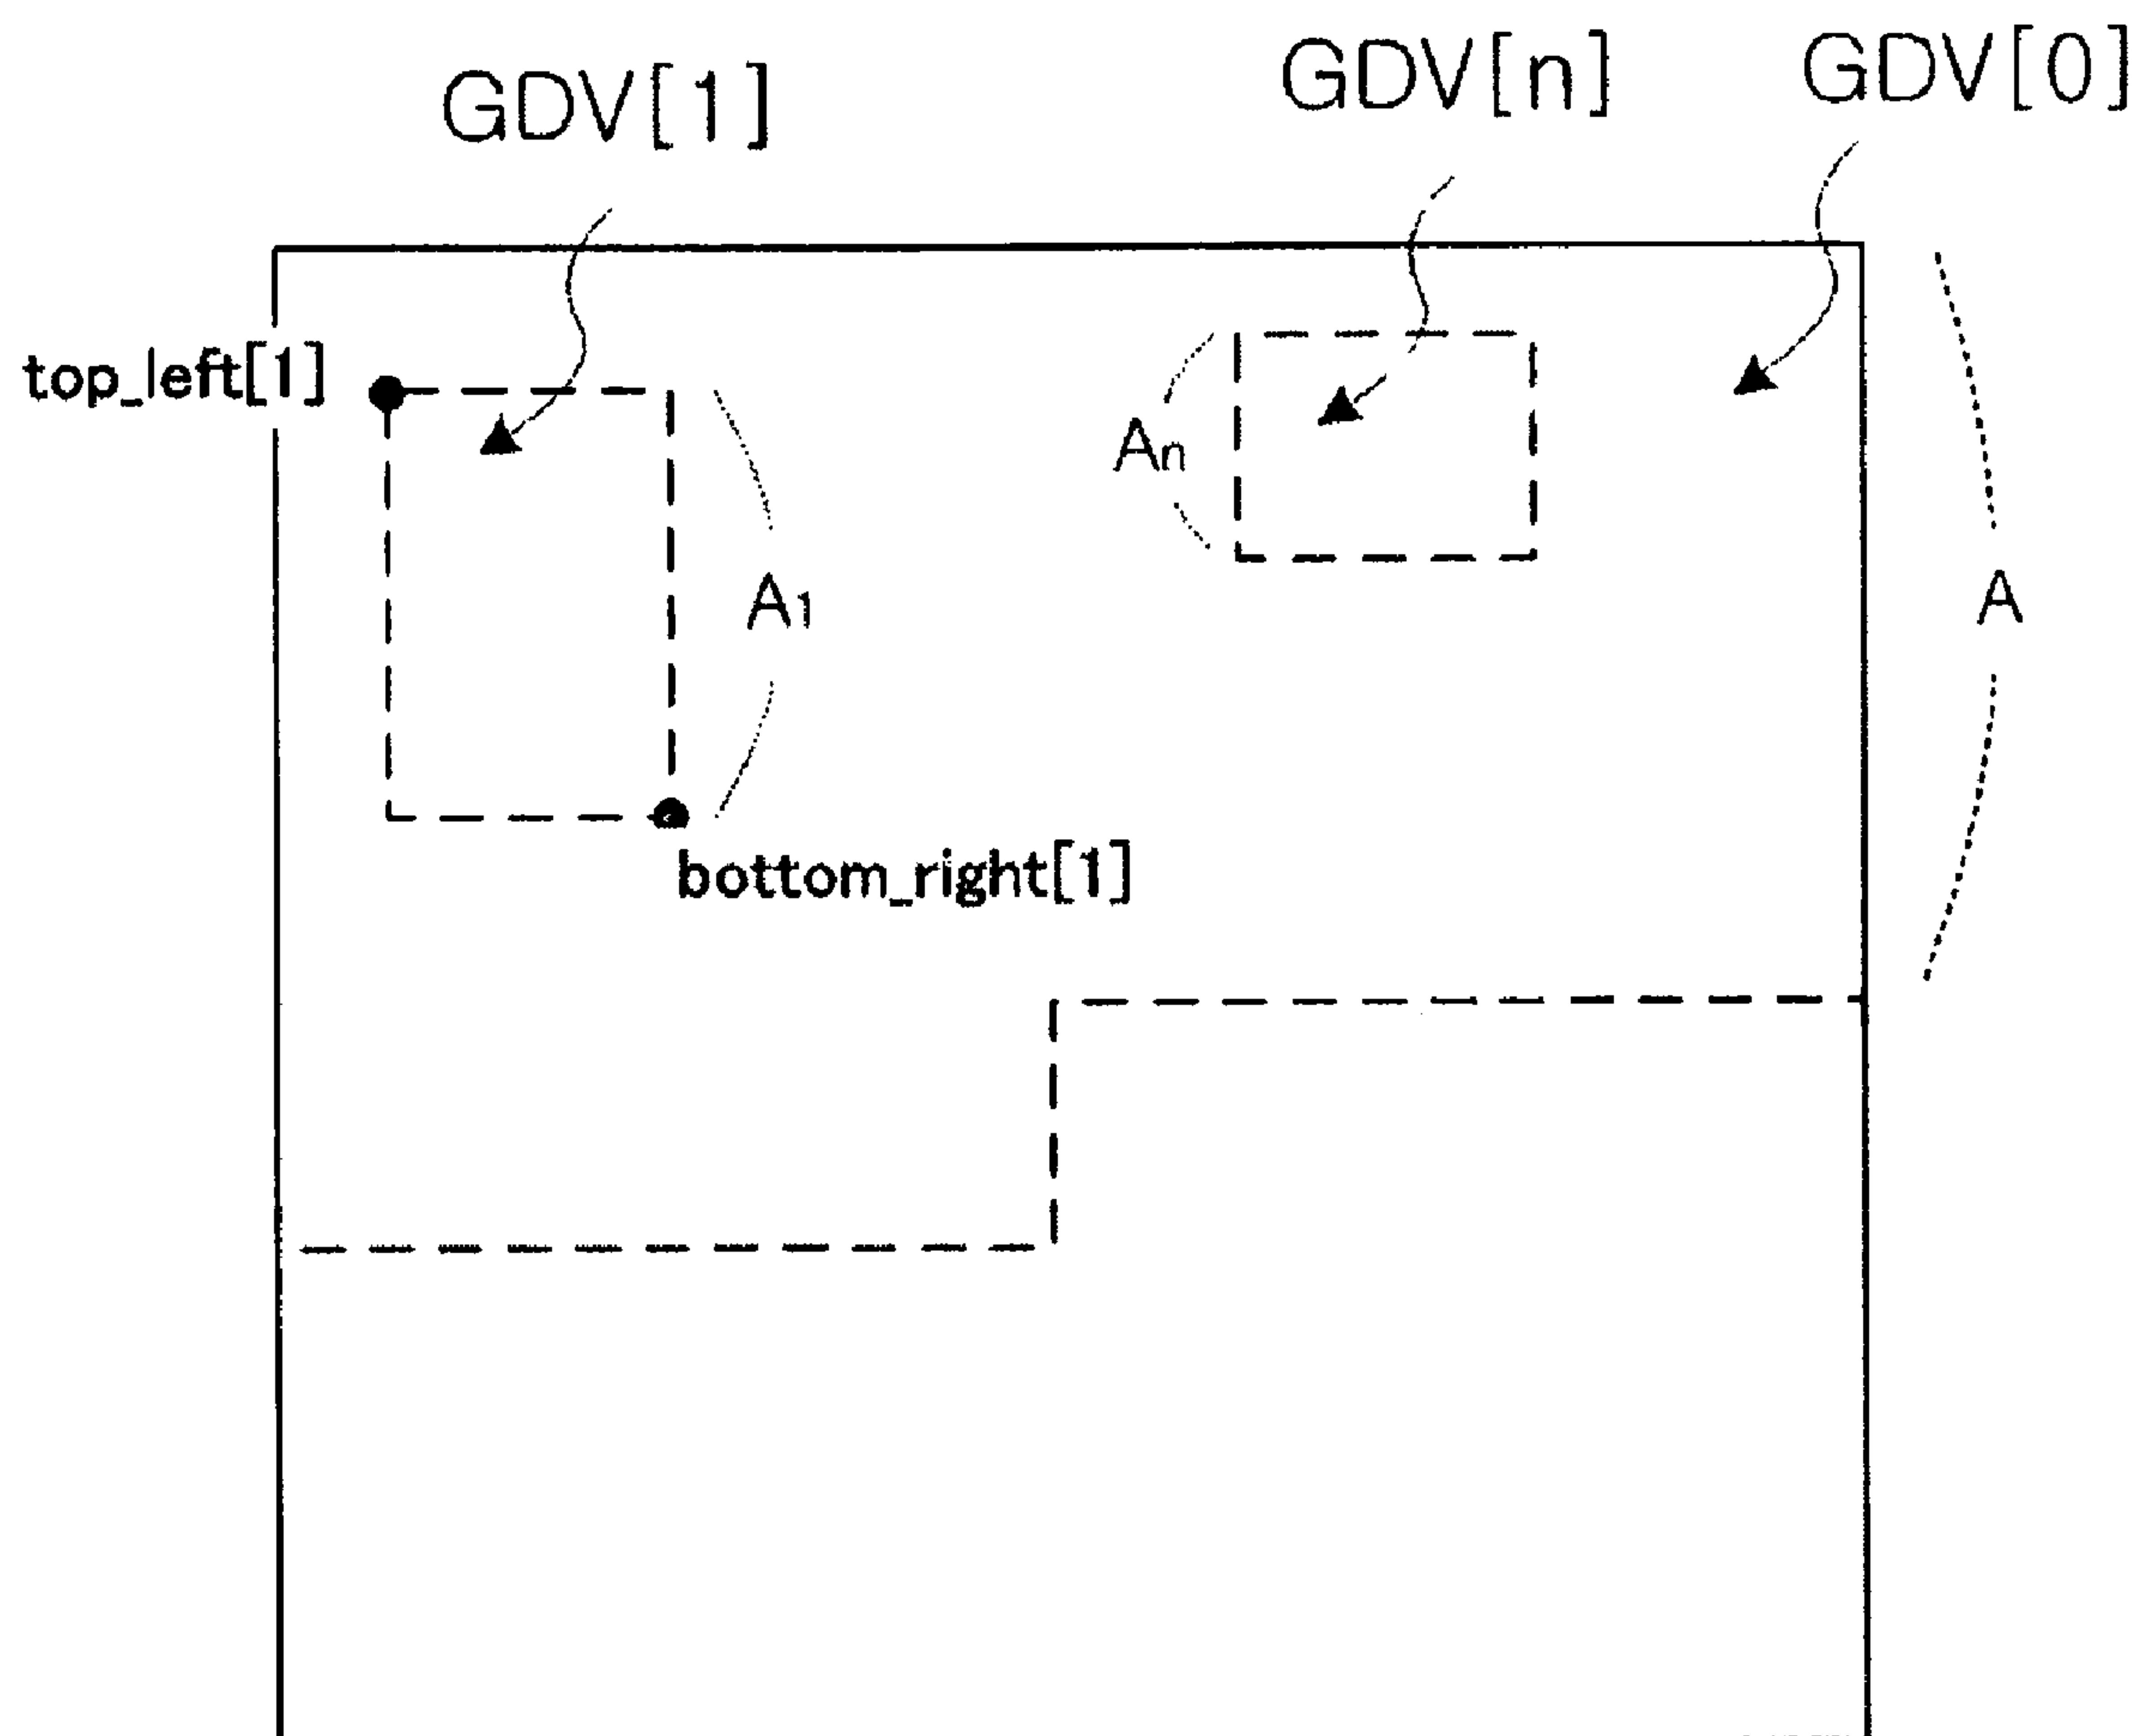 GDV[1]
GDV[n]
GDV[0]
top_left[1]
An
A1
A
bottom_right[1]